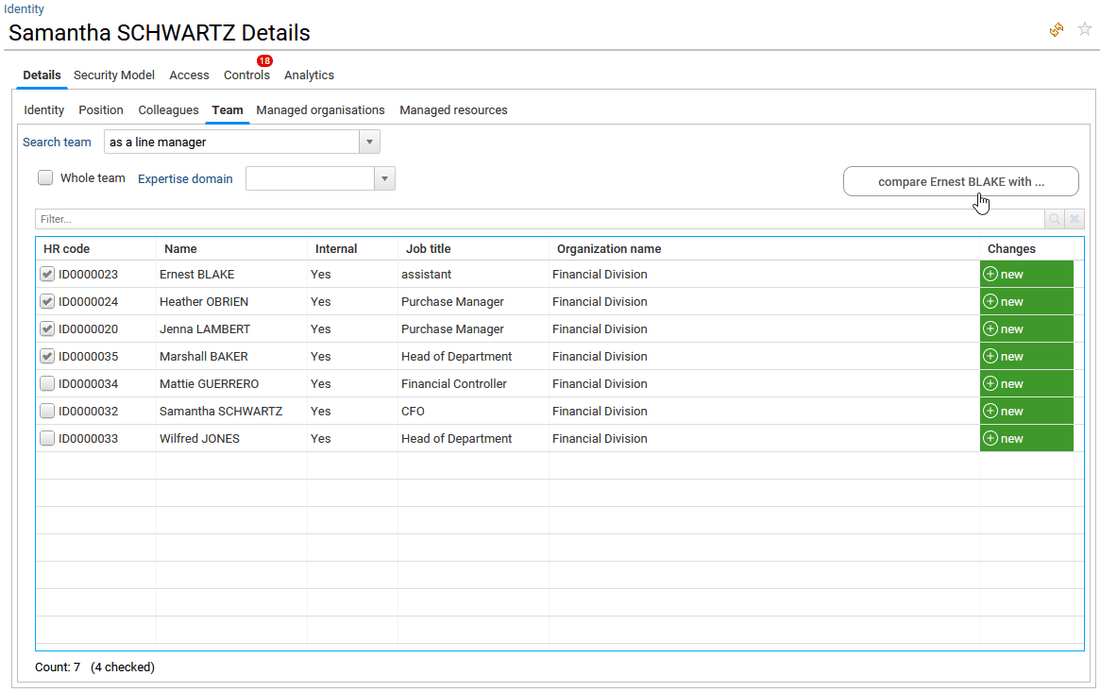 Identity
Samantha SCHWARTZ Details
18
Details Security Model Access Controls Analytics
Identity Position Colleagues Team Managed organisations Managed resources
Search team as a line manager
Whole team Expertise domain
compare Ernest BLAKE with ...
Filter...
HR code Name Internal Job title Organization name Changes
ID0000023 Ernest BLAKE Yes assistant Financial Division new
ID0000024 Heather OBRIEN Yes Purchase Manager Financial Division new
ID0000020 Jenna LAMBERT Yes Purchase Manager Financial Division new
ID0000035 Marshall BAKER Yes Head of Department Financial Division new
ID0000034 Mattie GUERRERO Yes Financial Controller Financial Division new
ID0000032 Samantha SCHWARTZ Yes CFO Financial Division new
ID0000033 Wilfred JONES Yes Head of Department Financial Division new
Count: 7 (4 checked)